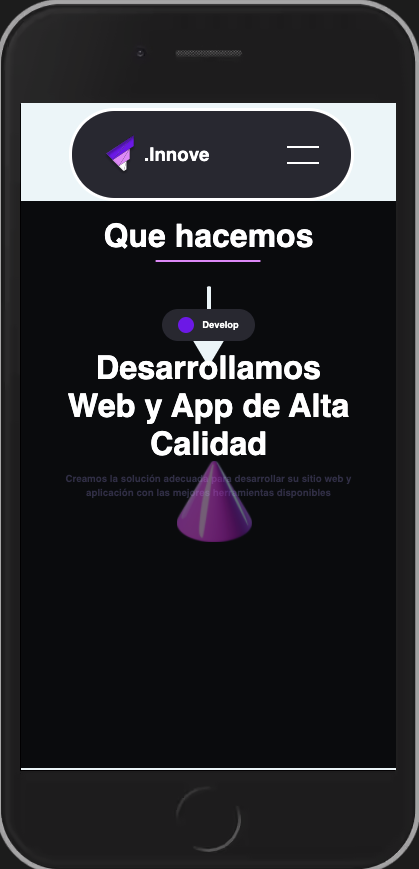 .Innove
Que hacemos
Develop
Desarrollamos
Web y App de Alta
Calidad
Creamos la solución adecuada para desarrollar su sitio web y
aplicación con las mejores herramientas disponibles